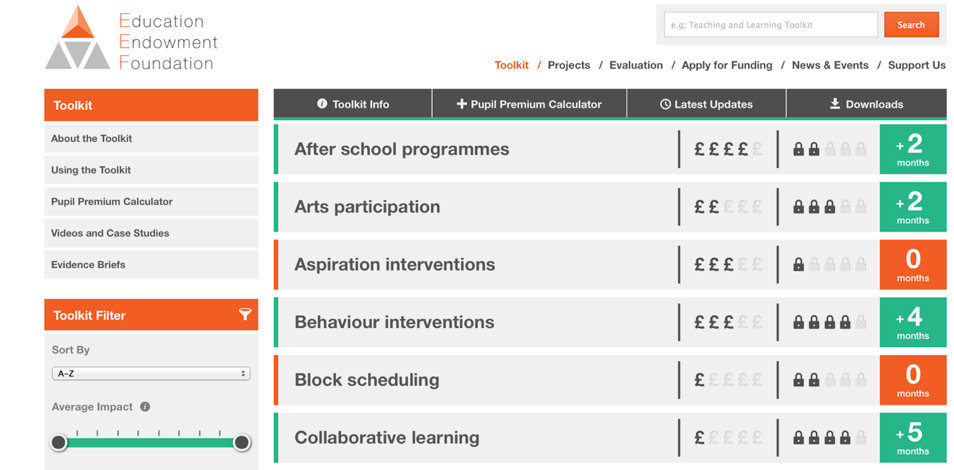 Education
Endowment
Foundation
e.g; Teaching and Learning Toolkit
Search
Toolkit / Projects / Evaluation / Apply for Funding / News & Events / Support Us
Toolkit
About the Toolkit
Using the Toolkit
Pupil Premium Calculator
Videos and Case Studies
Evidence Briefs
Toolkit Filter
Sort By
A-Z
Average Impact i
i Toolkit Info
+ Pupil Premium Calculator
Latest Updates
Downloads
After school programmes £££££ +2 months
Arts participation £££££ +2 months
Aspiration interventions £££££ 0 months
Behaviour interventions £££££ +4 months
Block scheduling £££££ 0 months
Collaborative learning £££££ +5 months